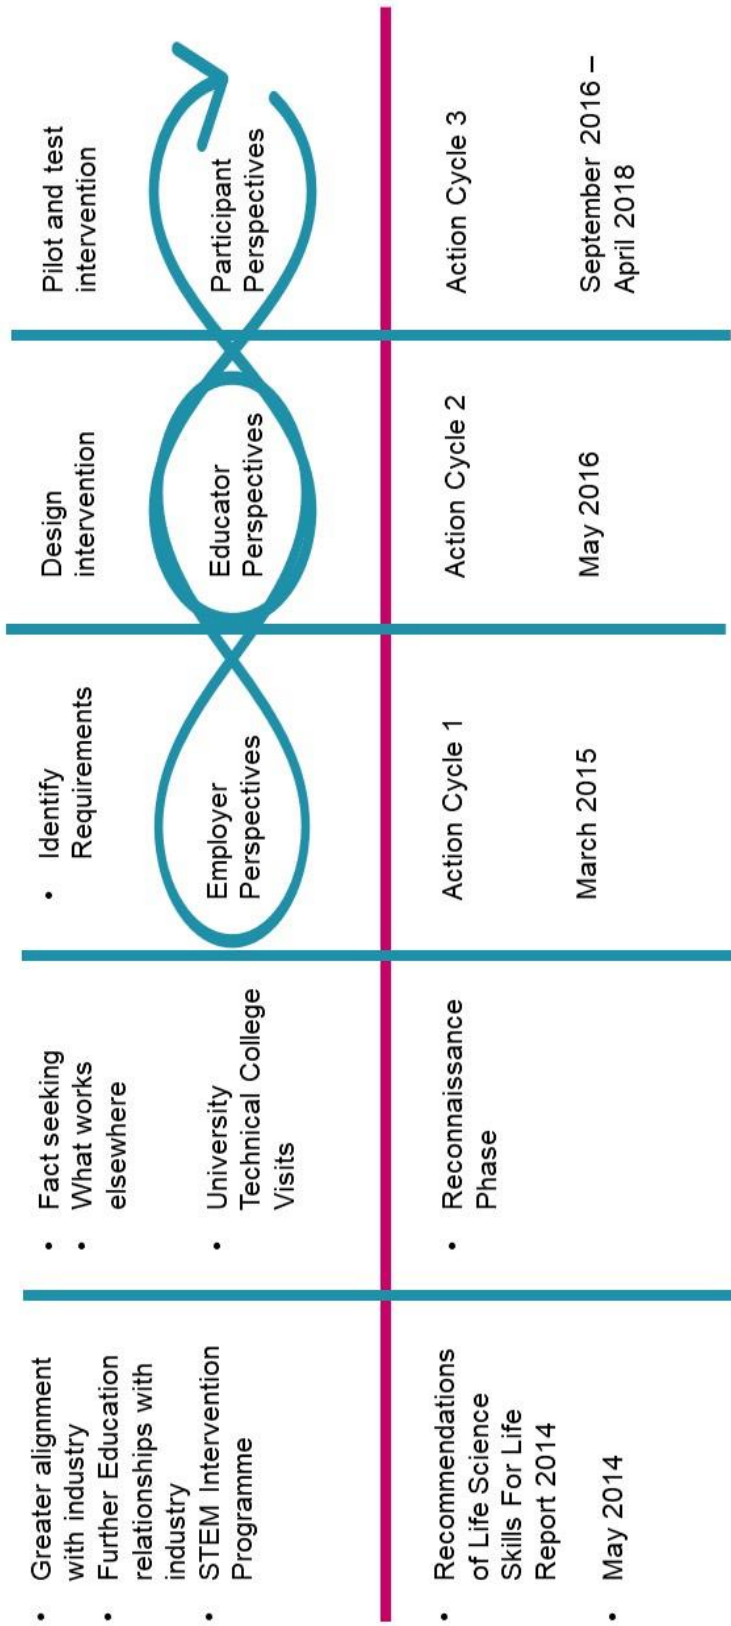 Greater alignment
with industry
Further Education
relationships with
industry
STEM Intervention
Programme
Fact seeking
What works
elsewhere
University
Technical College
Visits
Identify
Requirements
Employer
Perspectives
Design
intervention
Educator
Perspectives
Pilot and test
intervention
Participant
Perspectives
Recommendations
of Life Science
Skills For Life
Report 2014
May 2014
Reconnaissance
Phase
Action Cycle 1
March 2015
Action Cycle 2
May 2016
Action Cycle 3
September 2016 –
April 2018